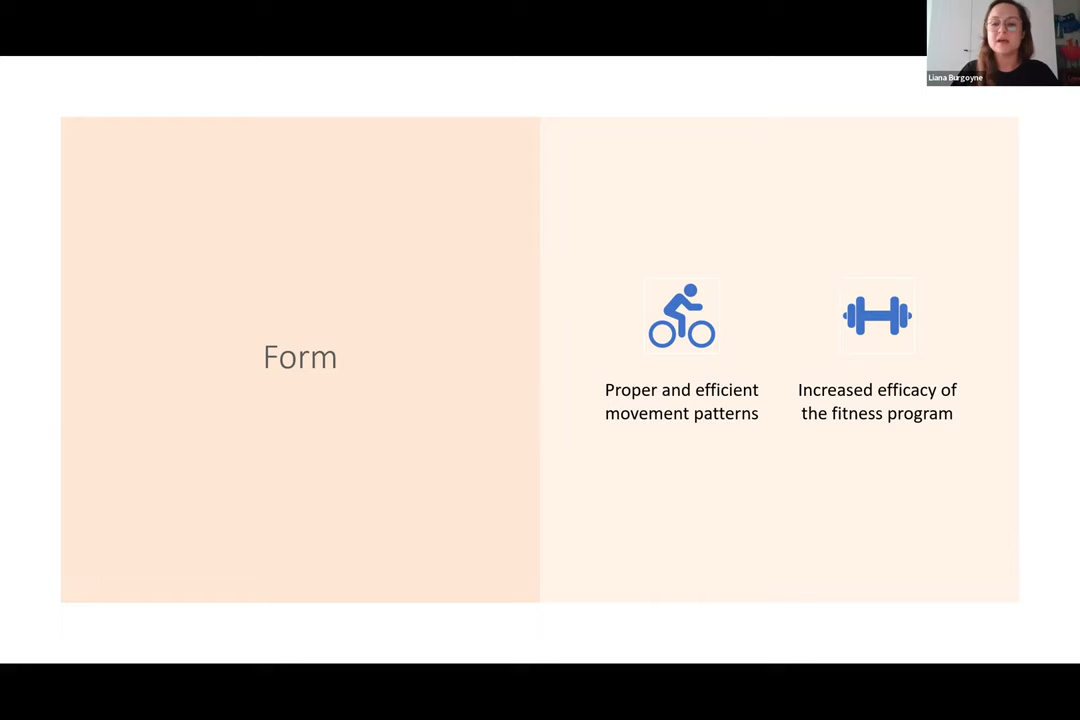 Liana Burgoyne
Form
Proper and efficient
movement patterns
Increased efficacy of
the fitness program